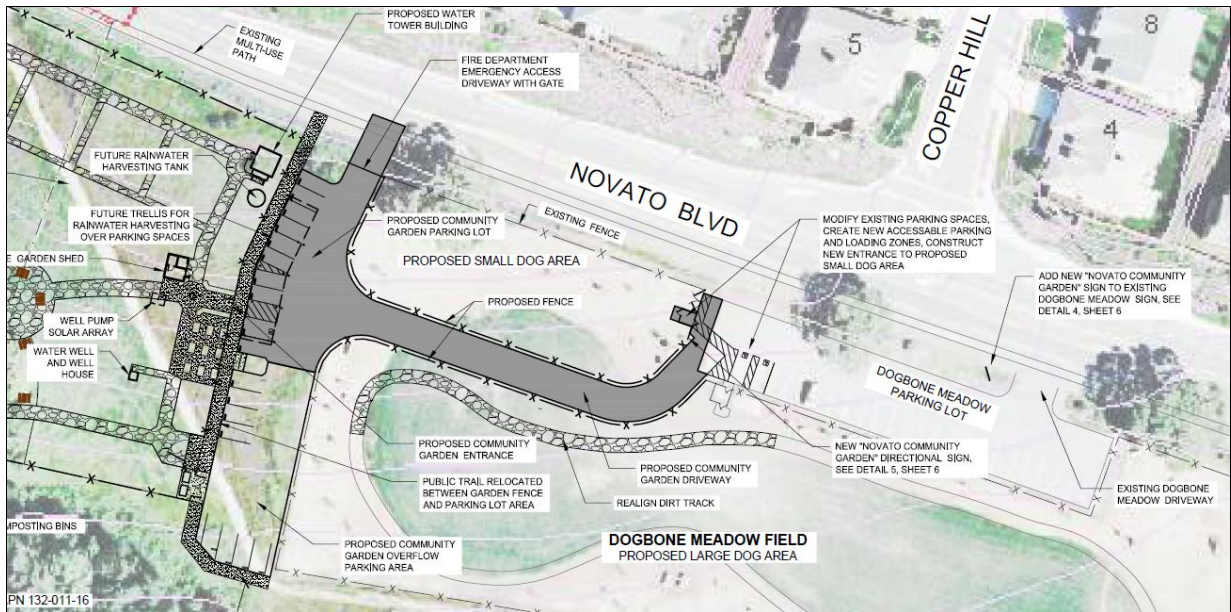 PROPOSED WATER
TOWER BUILDING
EXISTING
MULTI-USE
PATH
FIRE DEPARTMENT
EMERGENCY ACCESS
DRIVEWAY WITH GATE
5
COPPER HILL
8
4
FUTURE RAINWATER
HARVESTING TANK
NOVATO BLVD
FUTURE TRELLIS FOR
RAINWATER HARVESTING
OVER PARKING SPACES
PROPOSED COMMUNITY
GARDEN PARKING LOT
EXISTING FENCE
MODIFY EXISTING PARKING SPACES,
CREATE NEW ACCESSABLE PARKING
AND LOADING ZONES, CONSTRUCT
NEW ENTRANCE TO PROPOSED
SMALL DOG AREA
E GARDEN SHED
PROPOSED SMALL DOG AREA
ADD NEW "NOVATO COMMUNITY
GARDEN" SIGN TO EXISTING
DOGBONE MEADOW SIGN, SEE
DETAIL 4, SHEET 6
PROPOSED FENCE
WELL PUMP
SOLAR ARRAY
WATER WELL
AND WELL
HOUSE
DOGBONE MEADOW
PARKING LOT
PROPOSED COMMUNITY
GARDEN ENTRANCE
PROPOSED COMMUNITY
GARDEN DRIVEWAY
NEW "NOVATO COMMUNITY
GARDEN" DIRECTIONAL SIGN,
SEE DETAIL 5, SHEET 6
PUBLIC TRAIL RELOCATED
BETWEEN GARDEN FENCE
AND PARKING LOT AREA
REALIGN DIRT TRACK
EXISTING DOGBONE
MEADOW DRIVEWAY
MPOSTING BINS
PROPOSED COMMUNITY
GARDEN OVERFLOW
PARKING AREA
DOGBONE MEADOW FIELD
PROPOSED LARGE DOG AREA
PN 132-011-16